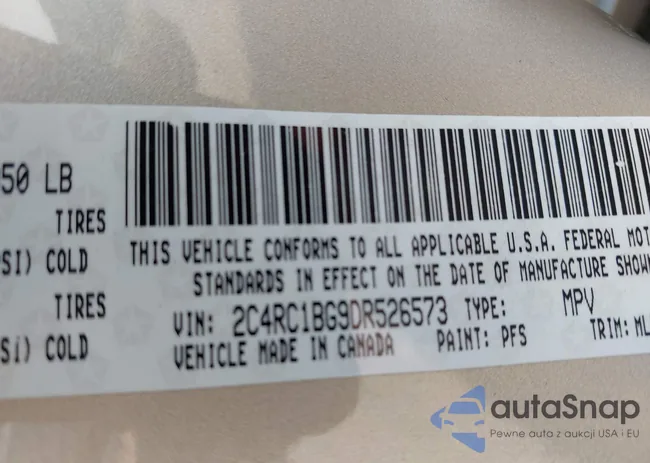 50 LB
TIRES
SI) COLD
TIRES
SI) COLD
THIS VEHICLE CONFORMS TO ALL APPLICABLE U.S.A. FEDERAL MOT
STANDARDS IN EFFECT ON THE DATE OF MANUFACTURE SHOWN
VIN: 2C4RC1BG9DR526573 TYPE: MPV
VEHICLE MADE IN CANADA PAINT: PFS TRIM: ML
autaSnap
Pewne auta z aukcji USA i EU